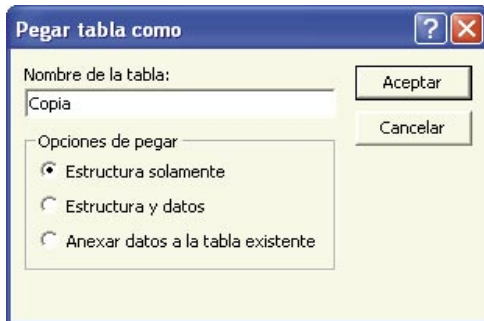 Pegar tabla como
Nombre de la tabla:
Aceptar
Copia
Cancelar
Opciones de pegar
Estructura solamente
Estructura y datos
Anexar datos a la tabla existente